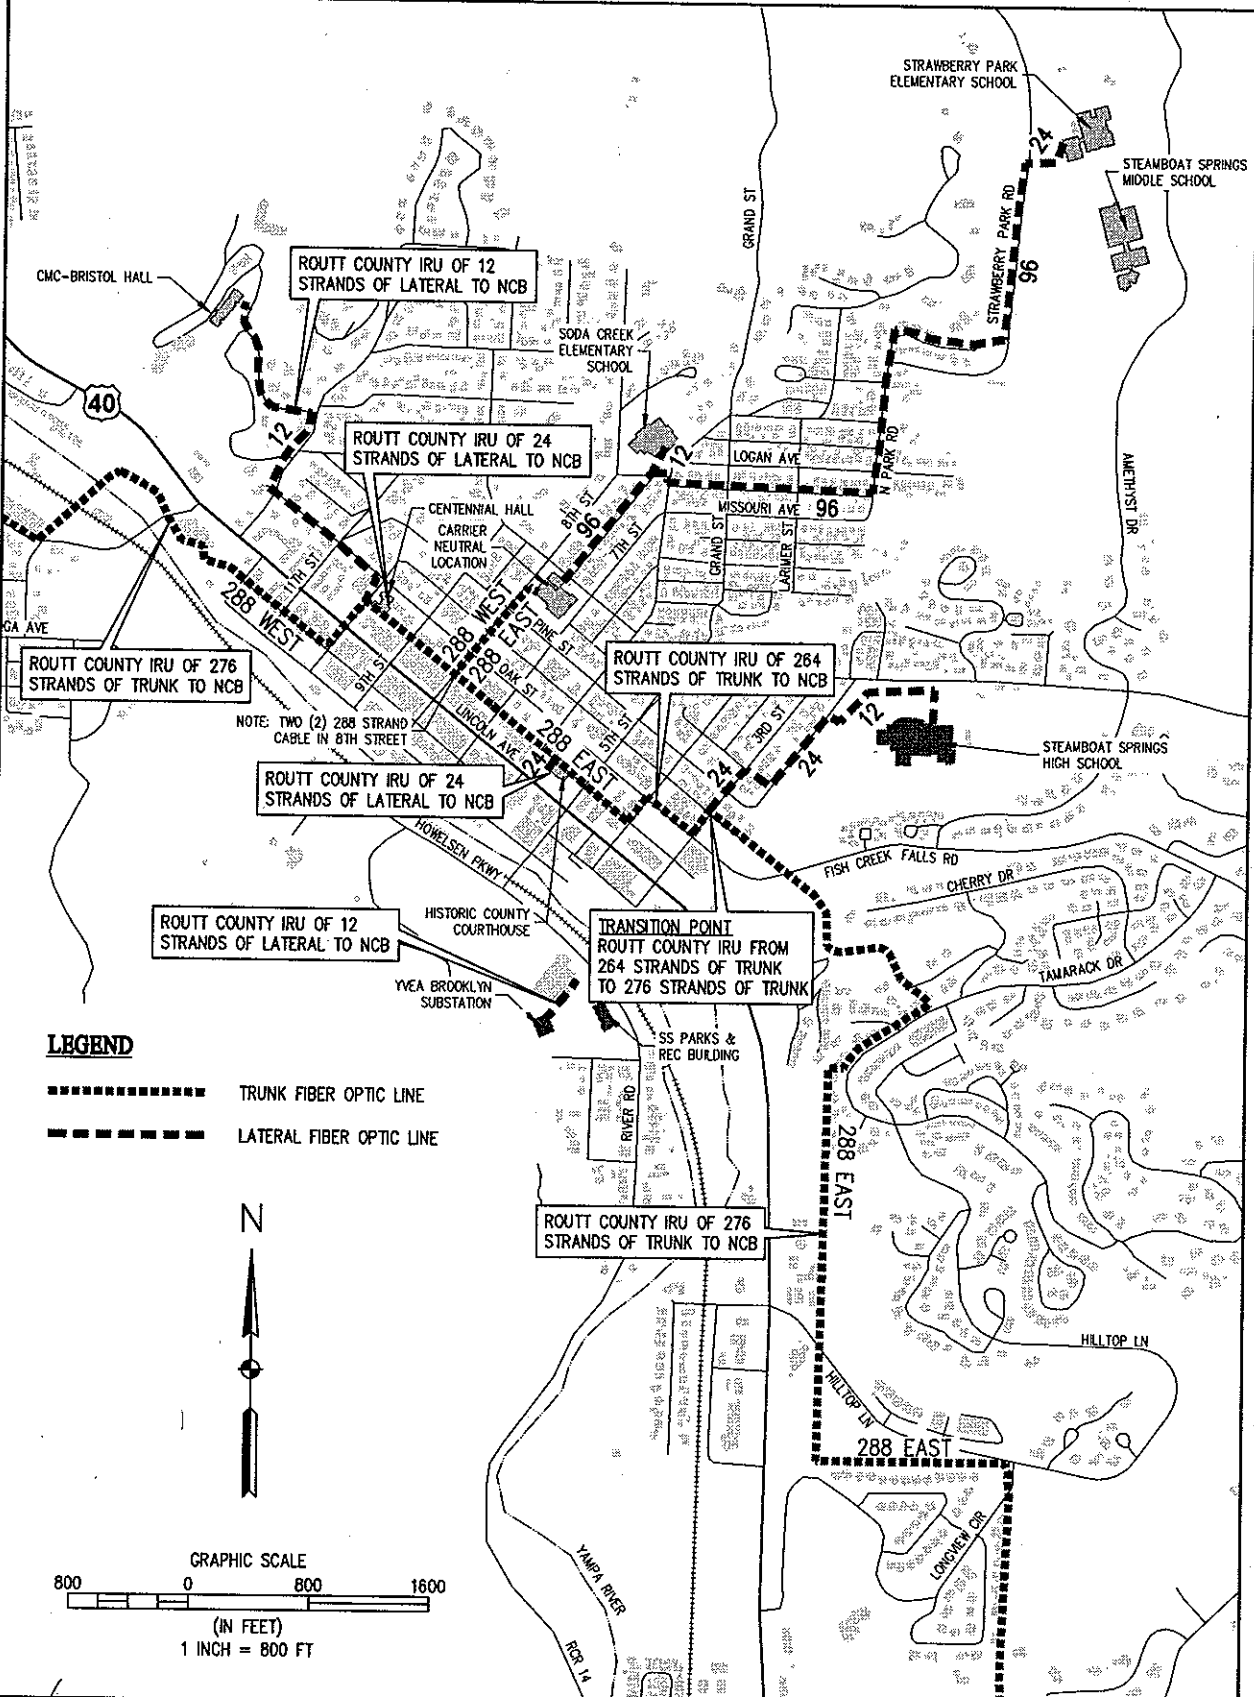 STRAWBERRY PARK
ELEMENTARY SCHOOL
24
STEAMBOAT SPRINGS
MIDDLE SCHOOL
GRAND ST
STRAWBERRY PARK RD
96
CMC-BRISTOL HALL
ROUTT COUNTY IRU OF 12
STRANDS OF LATERAL TO NCB
SODA CREEK
ELEMENTARY
SCHOOL
40
12
ROUTT COUNTY IRU OF 24
STRANDS OF LATERAL TO NCB
12
LOGAN AVE
N PARK RD
AMETHYST DR
CENTENNIAL HALL
CARRIER
NEUTRAL
LOCATION
8TH ST
96
7TH ST
MISSOURI AVE
96
GRAND ST
LARIMER ST
11TH ST
288 WEST
288 WEST
288 EAST
PINE ST
OAK ST
9TH ST
GA AVE
ROUTT COUNTY IRU OF 276
STRANDS OF TRUNK TO NCB
ROUTT COUNTY IRU OF 264
STRANDS OF TRUNK TO NCB
NOTE: TWO (2) 288 STRAND
CABLE IN 8TH STREET
LINCOLN AVE
288 EAST
5TH ST
3RD ST
12
24
24
24
STEAMBOAT SPRINGS
HIGH SCHOOL
ROUTT COUNTY IRU OF 24
STRANDS OF LATERAL TO NCB
HOWELSEN PKWY
FISH CREEK FALLS RD
CHERRY DR
ROUTT COUNTY IRU OF 12
STRANDS OF LATERAL TO NCB
HISTORIC COUNTY
COURTHOUSE
TRANSITION POINT
ROUTT COUNTY IRU FROM
264 STRANDS OF TRUNK
TO 276 STRANDS OF TRUNK
TAMARACK DR
YVEA BROOKLYN
SUBSTATION
SS PARKS &
REC BUILDING
LEGEND
TRUNK FIBER OPTIC LINE
LATERAL FIBER OPTIC LINE
RIVER RD
288 EAST
N
ROUTT COUNTY IRU OF 276
STRANDS OF TRUNK TO NCB
HILLTOP LN
HILLTOP LN
288 EAST
LONGVIEW CIR
YAMPA RIVER
RCR 14
GRAPHIC SCALE
800 0 800 1600
(IN FEET)
1 INCH = 800 FT